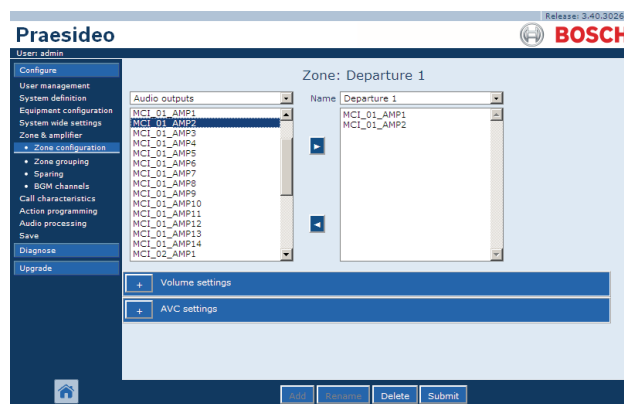 Release: 3.40.3026
Praesideo
BOSCH
User: admin
Configure
User management
System definition
Equipment configuration
System wide settings
Zone & amplifier
• Zone configuration
• Zone grouping
• Sparing
• BGM channels
Call characteristics
Action programming
Audio processing
Save
Diagnose
Upgrade
Zone: Departure 1
Audio outputs
MCI_01_AMP1
MCI_01_AMP2
MCI_01_AMP3
MCI_01_AMP4
MCI_01_AMP5
MCI_01_AMP6
MCI_01_AMP7
MCI_01_AMP8
MCI_01_AMP9
MCI_01_AMP10
MCI_01_AMP11
MCI_01_AMP12
MCI_01_AMP13
MCI_01_AMP14
MCI_02_AMP1
Name Departure 1
MCI_01_AMP1
MCI_01_AMP2
+ Volume settings
+ AVC settings
Add Rename Delete Submit